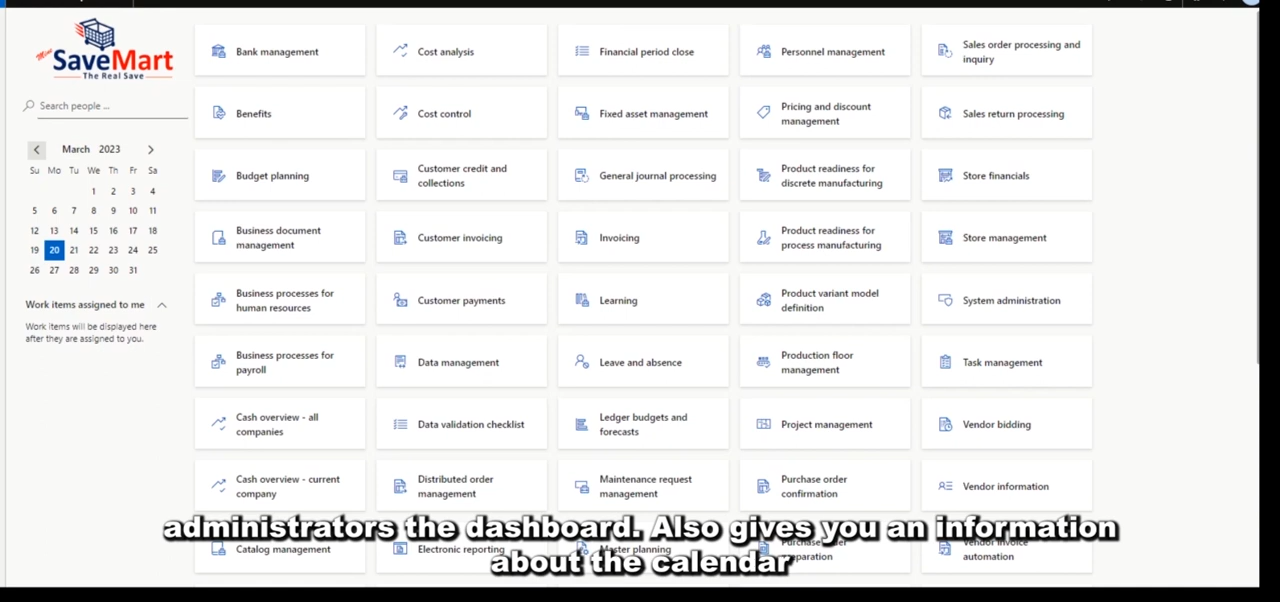 Mini
SaveMart
The Real Save
Search people ...
March 2023
Su Mo Tu We Th Fr Sa
1 2 3 4
5 6 7 8 9 10 11
12 13 14 15 16 17 18
19 20 21 22 23 24 25
26 27 28 29 30 31
Work items assigned to me
Work items will be displayed here
after they are assigned to you.
Bank management
Benefits
Budget planning
Business document
management
Business processes for
human resources
Business processes for
payroll
Cash overview - all
companies
Cash overview - current
company
Catalog management
Cost analysis
Cost control
Customer credit and
collections
Customer invoicing
Customer payments
Data management
Data validation checklist
Distributed order
management
Electronic reporting
Financial period close
Fixed asset management
General journal processing
Invoicing
Learning
Leave and absence
Ledger budgets and
forecasts
Maintenance request
management
Master planning
Personnel management
Pricing and discount
management
Product readiness for
discrete manufacturing
Product readiness for
process manufacturing
Product variant model
definition
Production floor
management
Project management
Purchase order
confirmation
Purchase order
preparation
Sales order processing and
inquiry
Sales return processing
Store financials
Store management
System administration
Task management
Vendor bidding
Vendor information
Vendor invoice
automation
administrators the dashboard. Also gives you an information
about the calendar